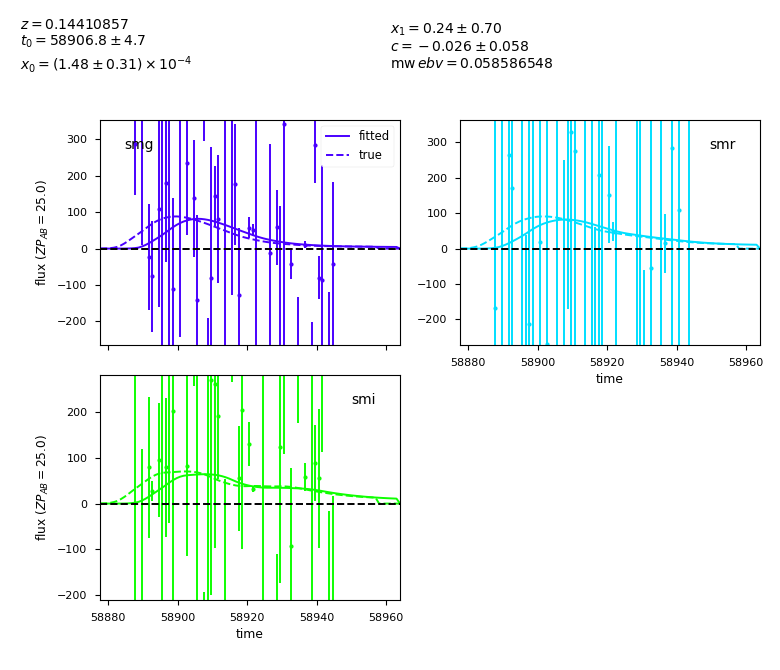 z = 0.14410857
t₀ = 58906.8 ± 4.7
x₀ = (1.48 ± 0.31) × 10⁻⁴
x₁ = 0.24 ± 0.70
c = −0.026 ± 0.058
mw ebv = 0.058586548
smg
fitted
true
300
200
100
0
−100
−200
flux (ZP_AB = 25.0)
smr
300
200
100
0
−100
−200
58880 58900 58920 58940 58960
time
smi
200
100
0
−100
−200
flux (ZP_AB = 25.0)
58880 58900 58920 58940 58960
time